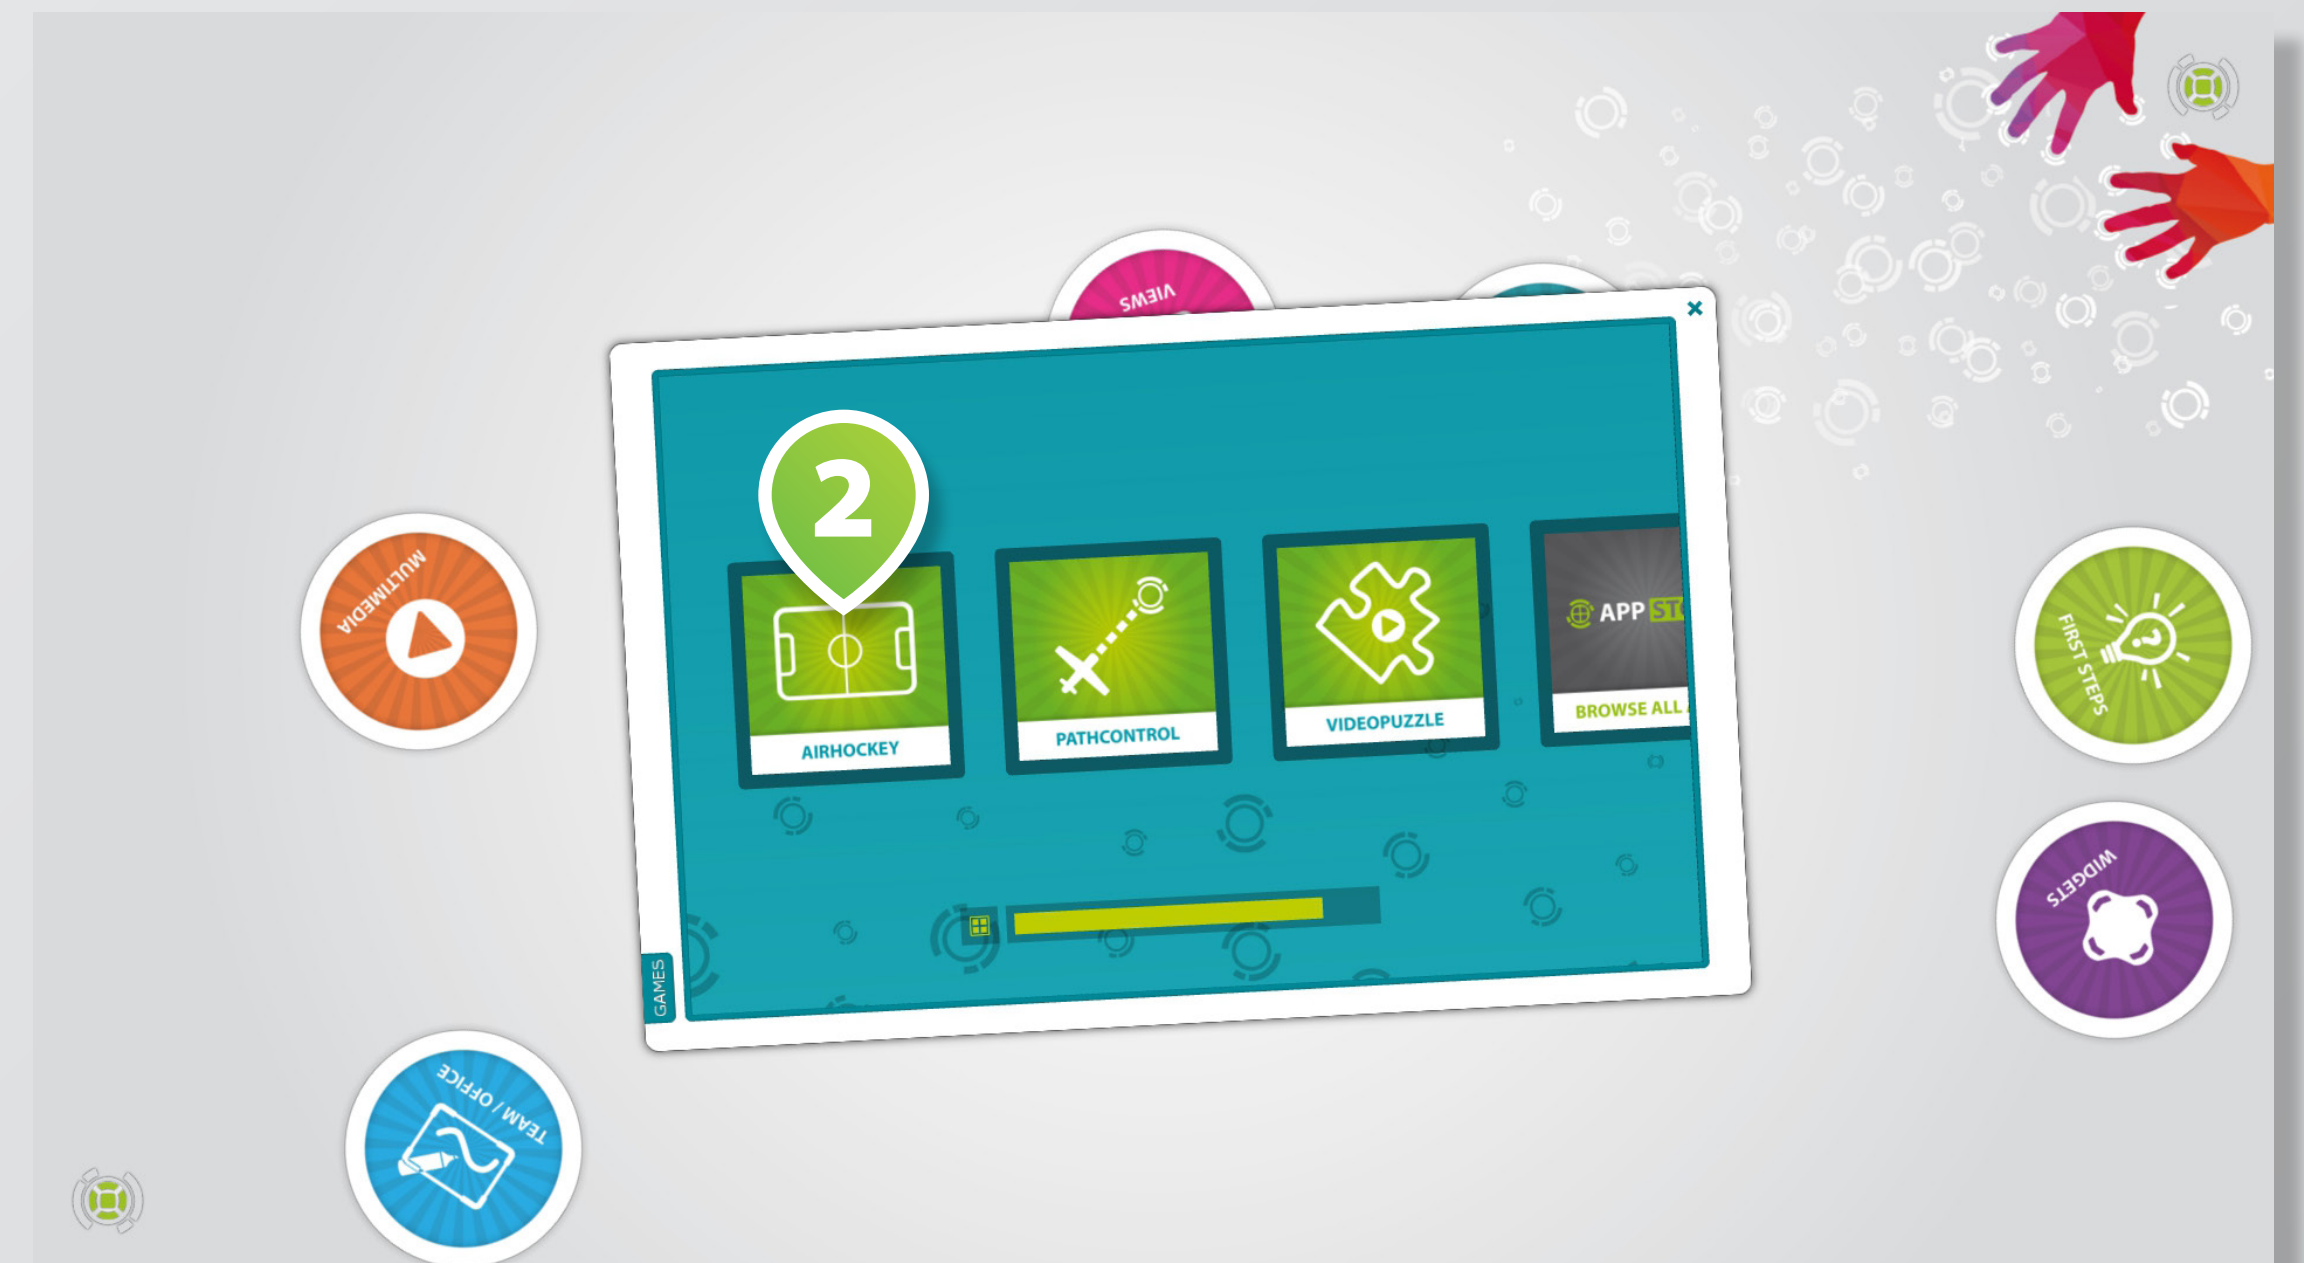 VIEWS
2
MULTIMEDIA
APP
AIRHOCKEY
PATHCONTROL
VIDEOPUZZLE
BROWSE ALL
FIRST STEPS
WIDGETS
GAMES
TEAM / OFFICE